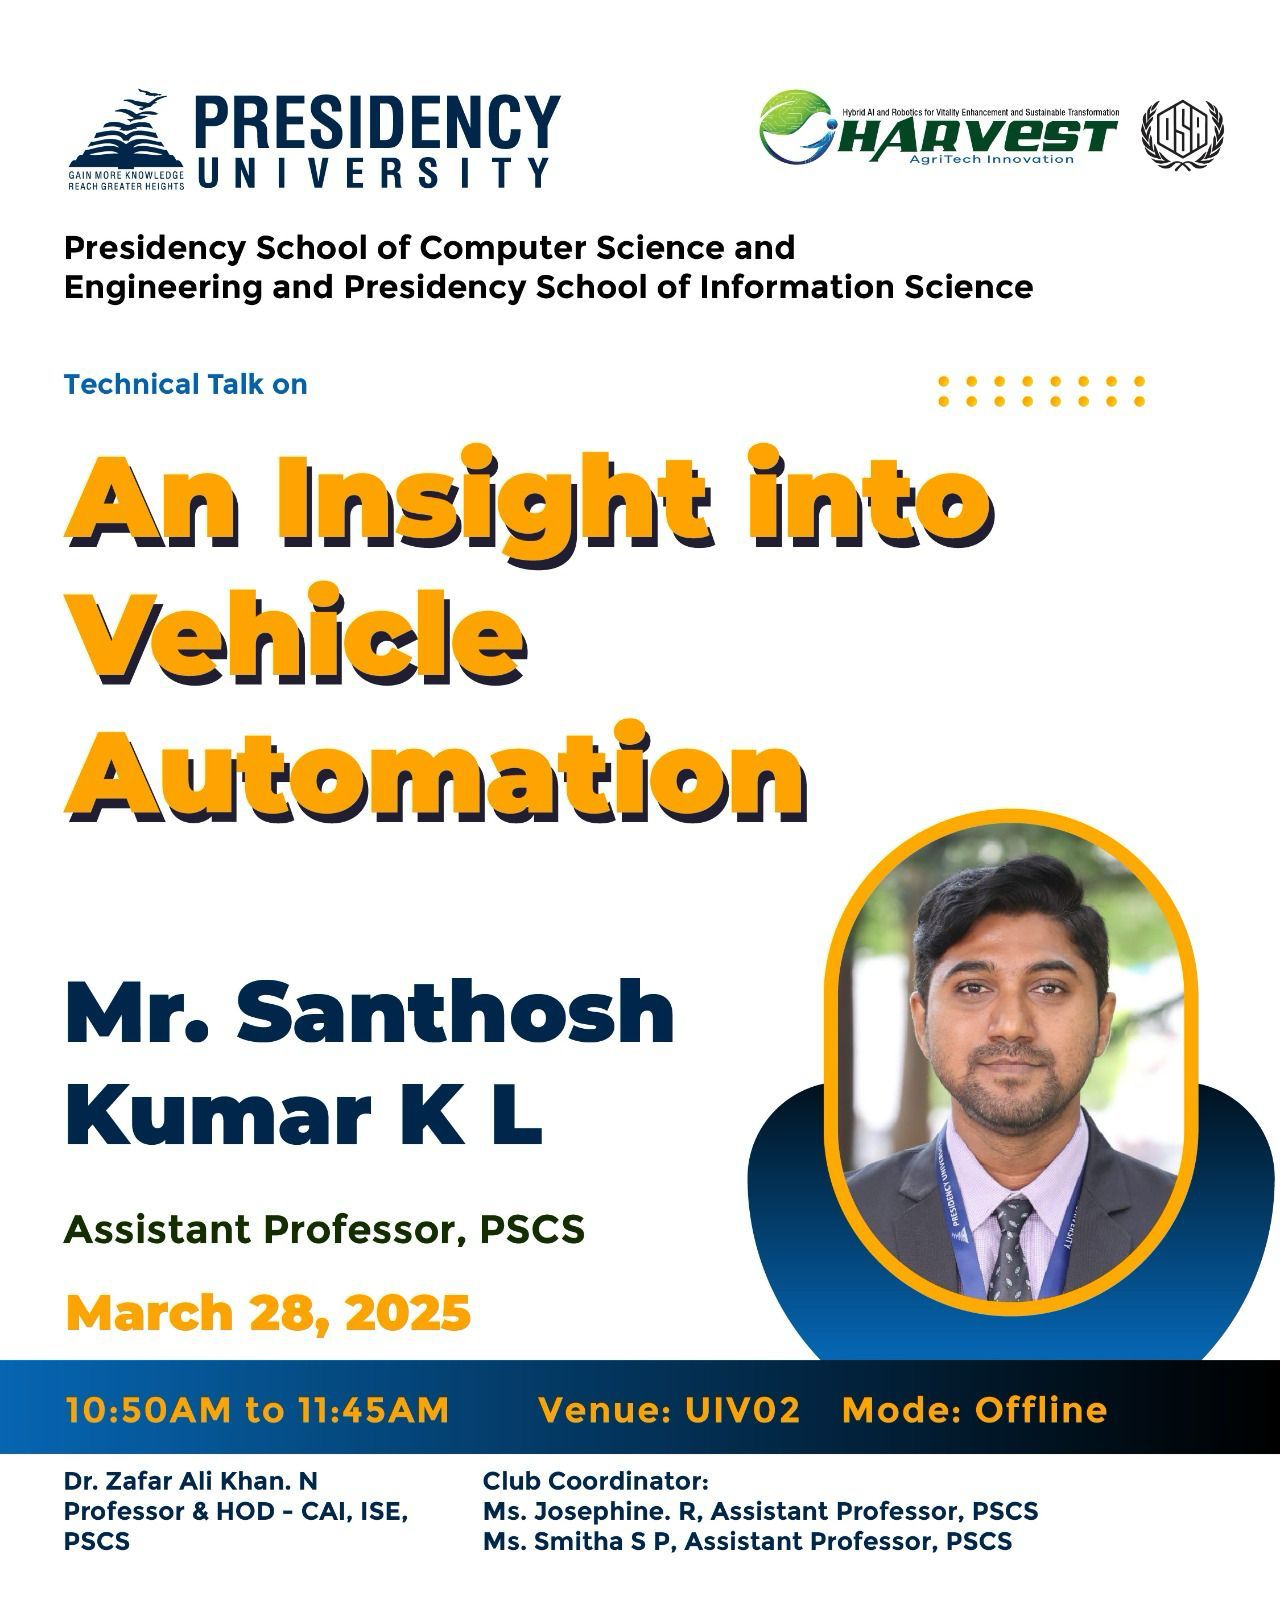 PRESIDENCY
UNIVERSITY
GAIN MORE KNOWLEDGE
REACH GREATER HEIGHTS
Hybrid AI and Robotics for Vitality Enhancement and Sustainable Transformation
HARVEST
AgriTech Innovation
DSA
Presidency School of Computer Science and
Engineering and Presidency School of Information Science
Technical Talk on
An Insight into
Vehicle
Automation
Mr. Santhosh
Kumar K L
Assistant Professor, PSCS
PRESIDENCY UNIVERSITY
March 28, 2025
10:50AM to 11:45AM Venue: UIV02 Mode: Offline
Dr. Zafar Ali Khan. N
Professor & HOD - CAI, ISE,
PSCS
Club Coordinator:
Ms. Josephine. R, Assistant Professor, PSCS
Ms. Smitha S P, Assistant Professor, PSCS